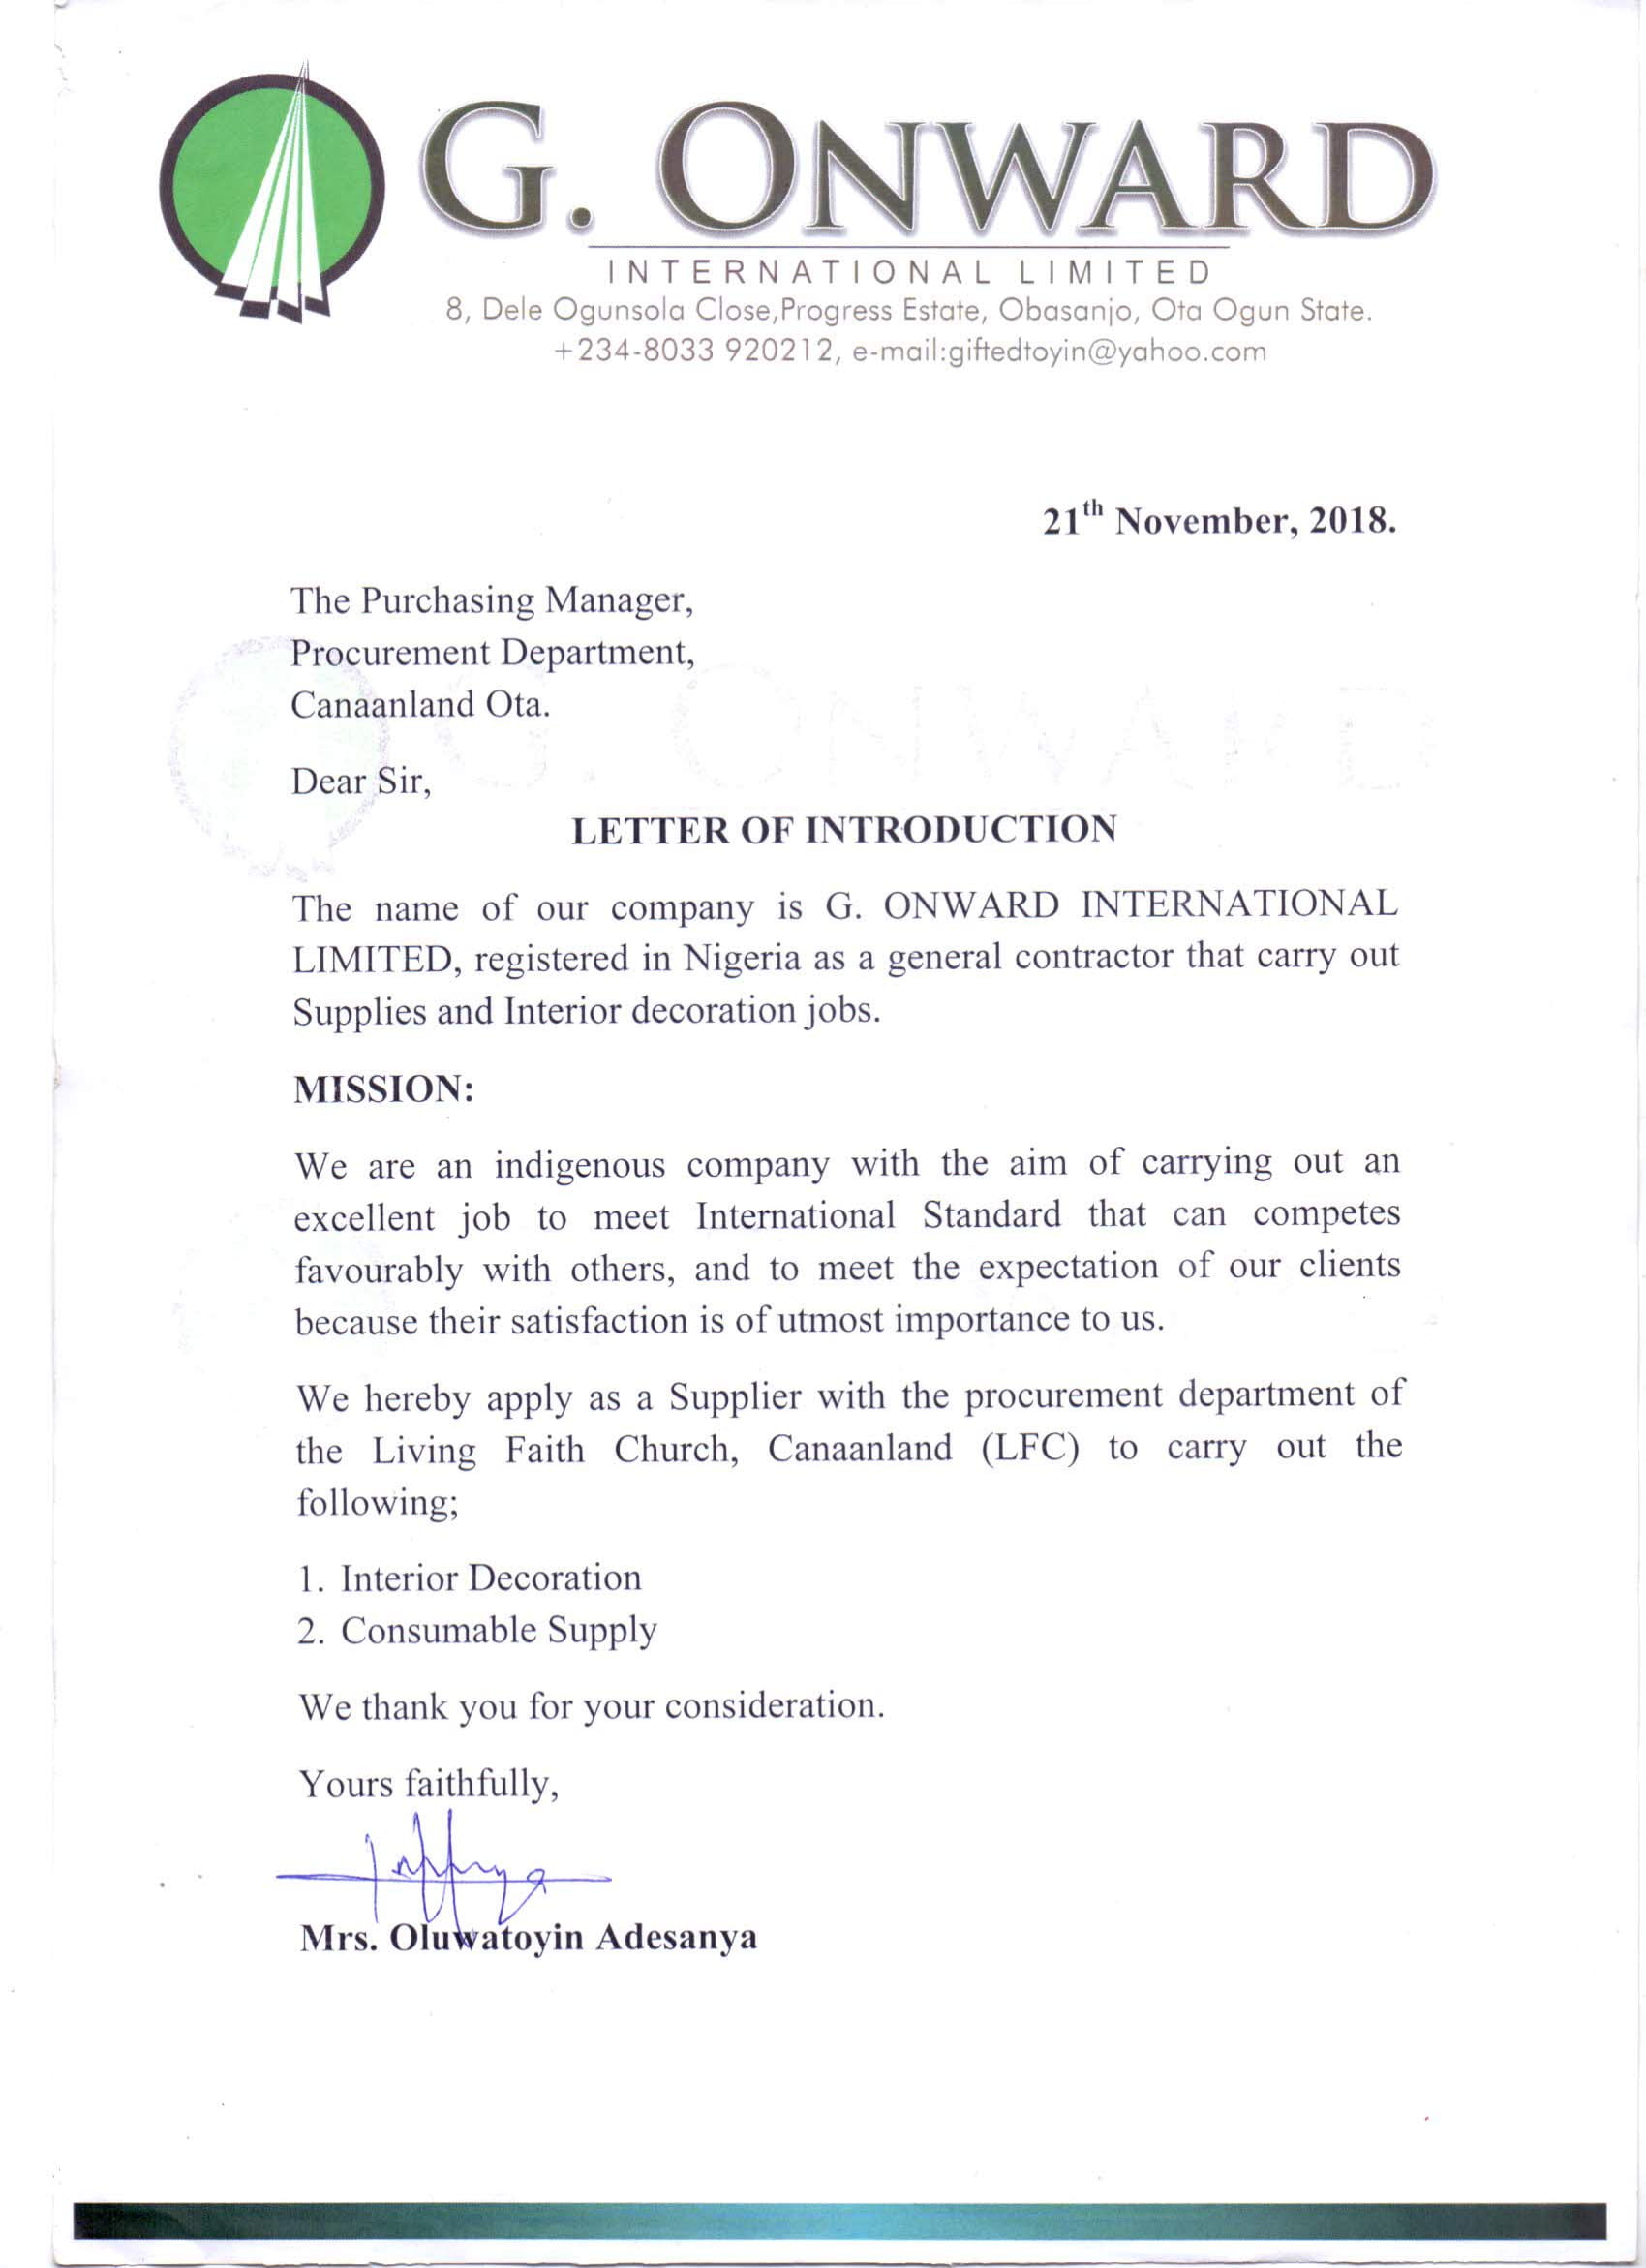 G. ONWARD
INTERNATIONAL LIMITED
8, Dele Ogunsola Close,Progress Estate, Obasanjo, Ota Ogun State.
+234-8033 920212, e-mail:giftedtoyin@yahoo.com
21th November, 2018.
The Purchasing Manager,
Procurement Department,
Canaanland Ota.
Dear Sir,
LETTER OF INTRODUCTION
The name of our company is G. ONWARD INTERNATIONAL
LIMITED, registered in Nigeria as a general contractor that carry out
Supplies and Interior decoration jobs.
MISSION:
We are an indigenous company with the aim of carrying out an
excellent job to meet International Standard that can competes
favourably with others, and to meet the expectation of our clients
because their satisfaction is of utmost importance to us.
We hereby apply as a Supplier with the procurement department of
the Living Faith Church, Canaanland (LFC) to carry out the
following;
1. Interior Decoration
2. Consumable Supply
We thank you for your consideration.
Yours faithfully,
Mrs. Oluwatoyin Adesanya